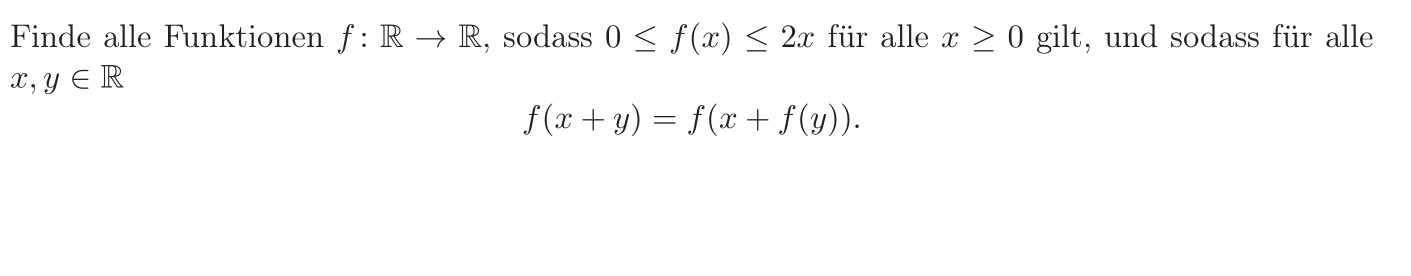 Finde alle Funktionen f: ℝ → ℝ, sodass 0 ≤ f(x) ≤ 2x für alle x ≥ 0 gilt, und sodass für alle
x, y ∈ ℝ
f(x + y) = f(x + f(y)).